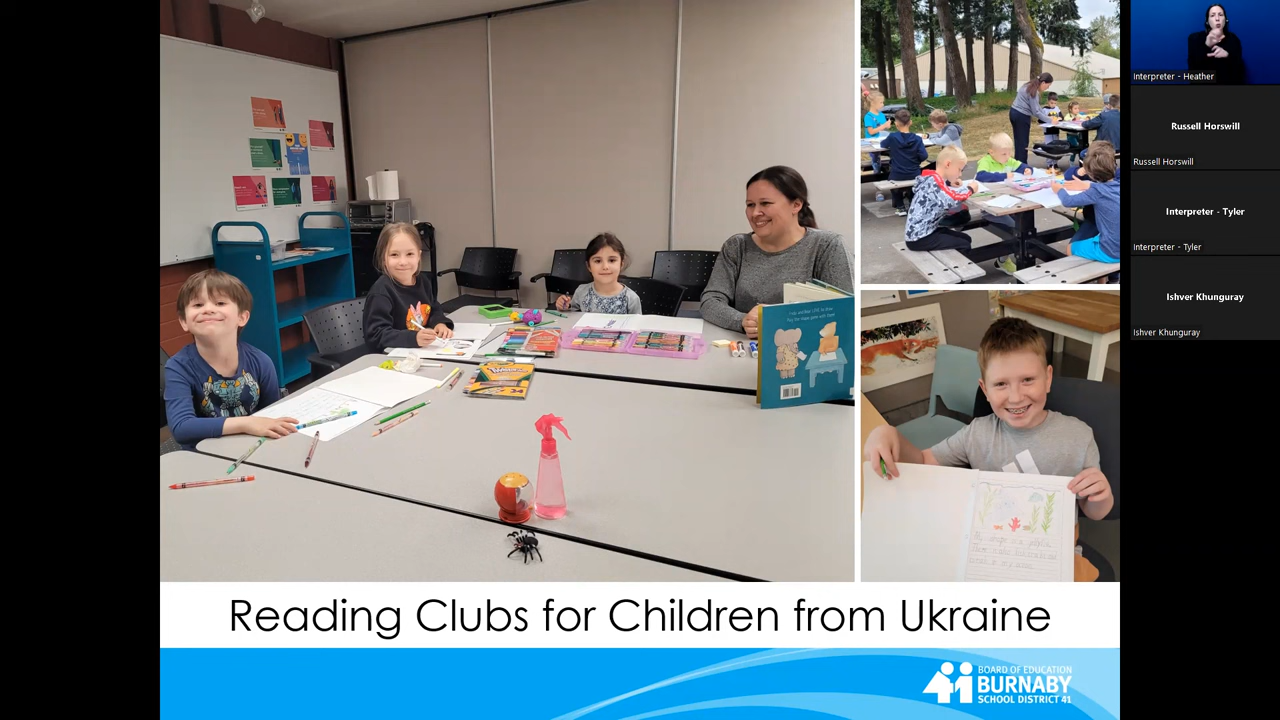 Reading Clubs for Children from Ukraine
BOARD OF EDUCATION
BURNABY
SCHOOL DISTRICT 41
Interpreter - Heather
Russell Horswill
Russell Horswill
Interpreter - Tyler
Interpreter - Tyler
Ishver Khunguray
Ishver Khunguray